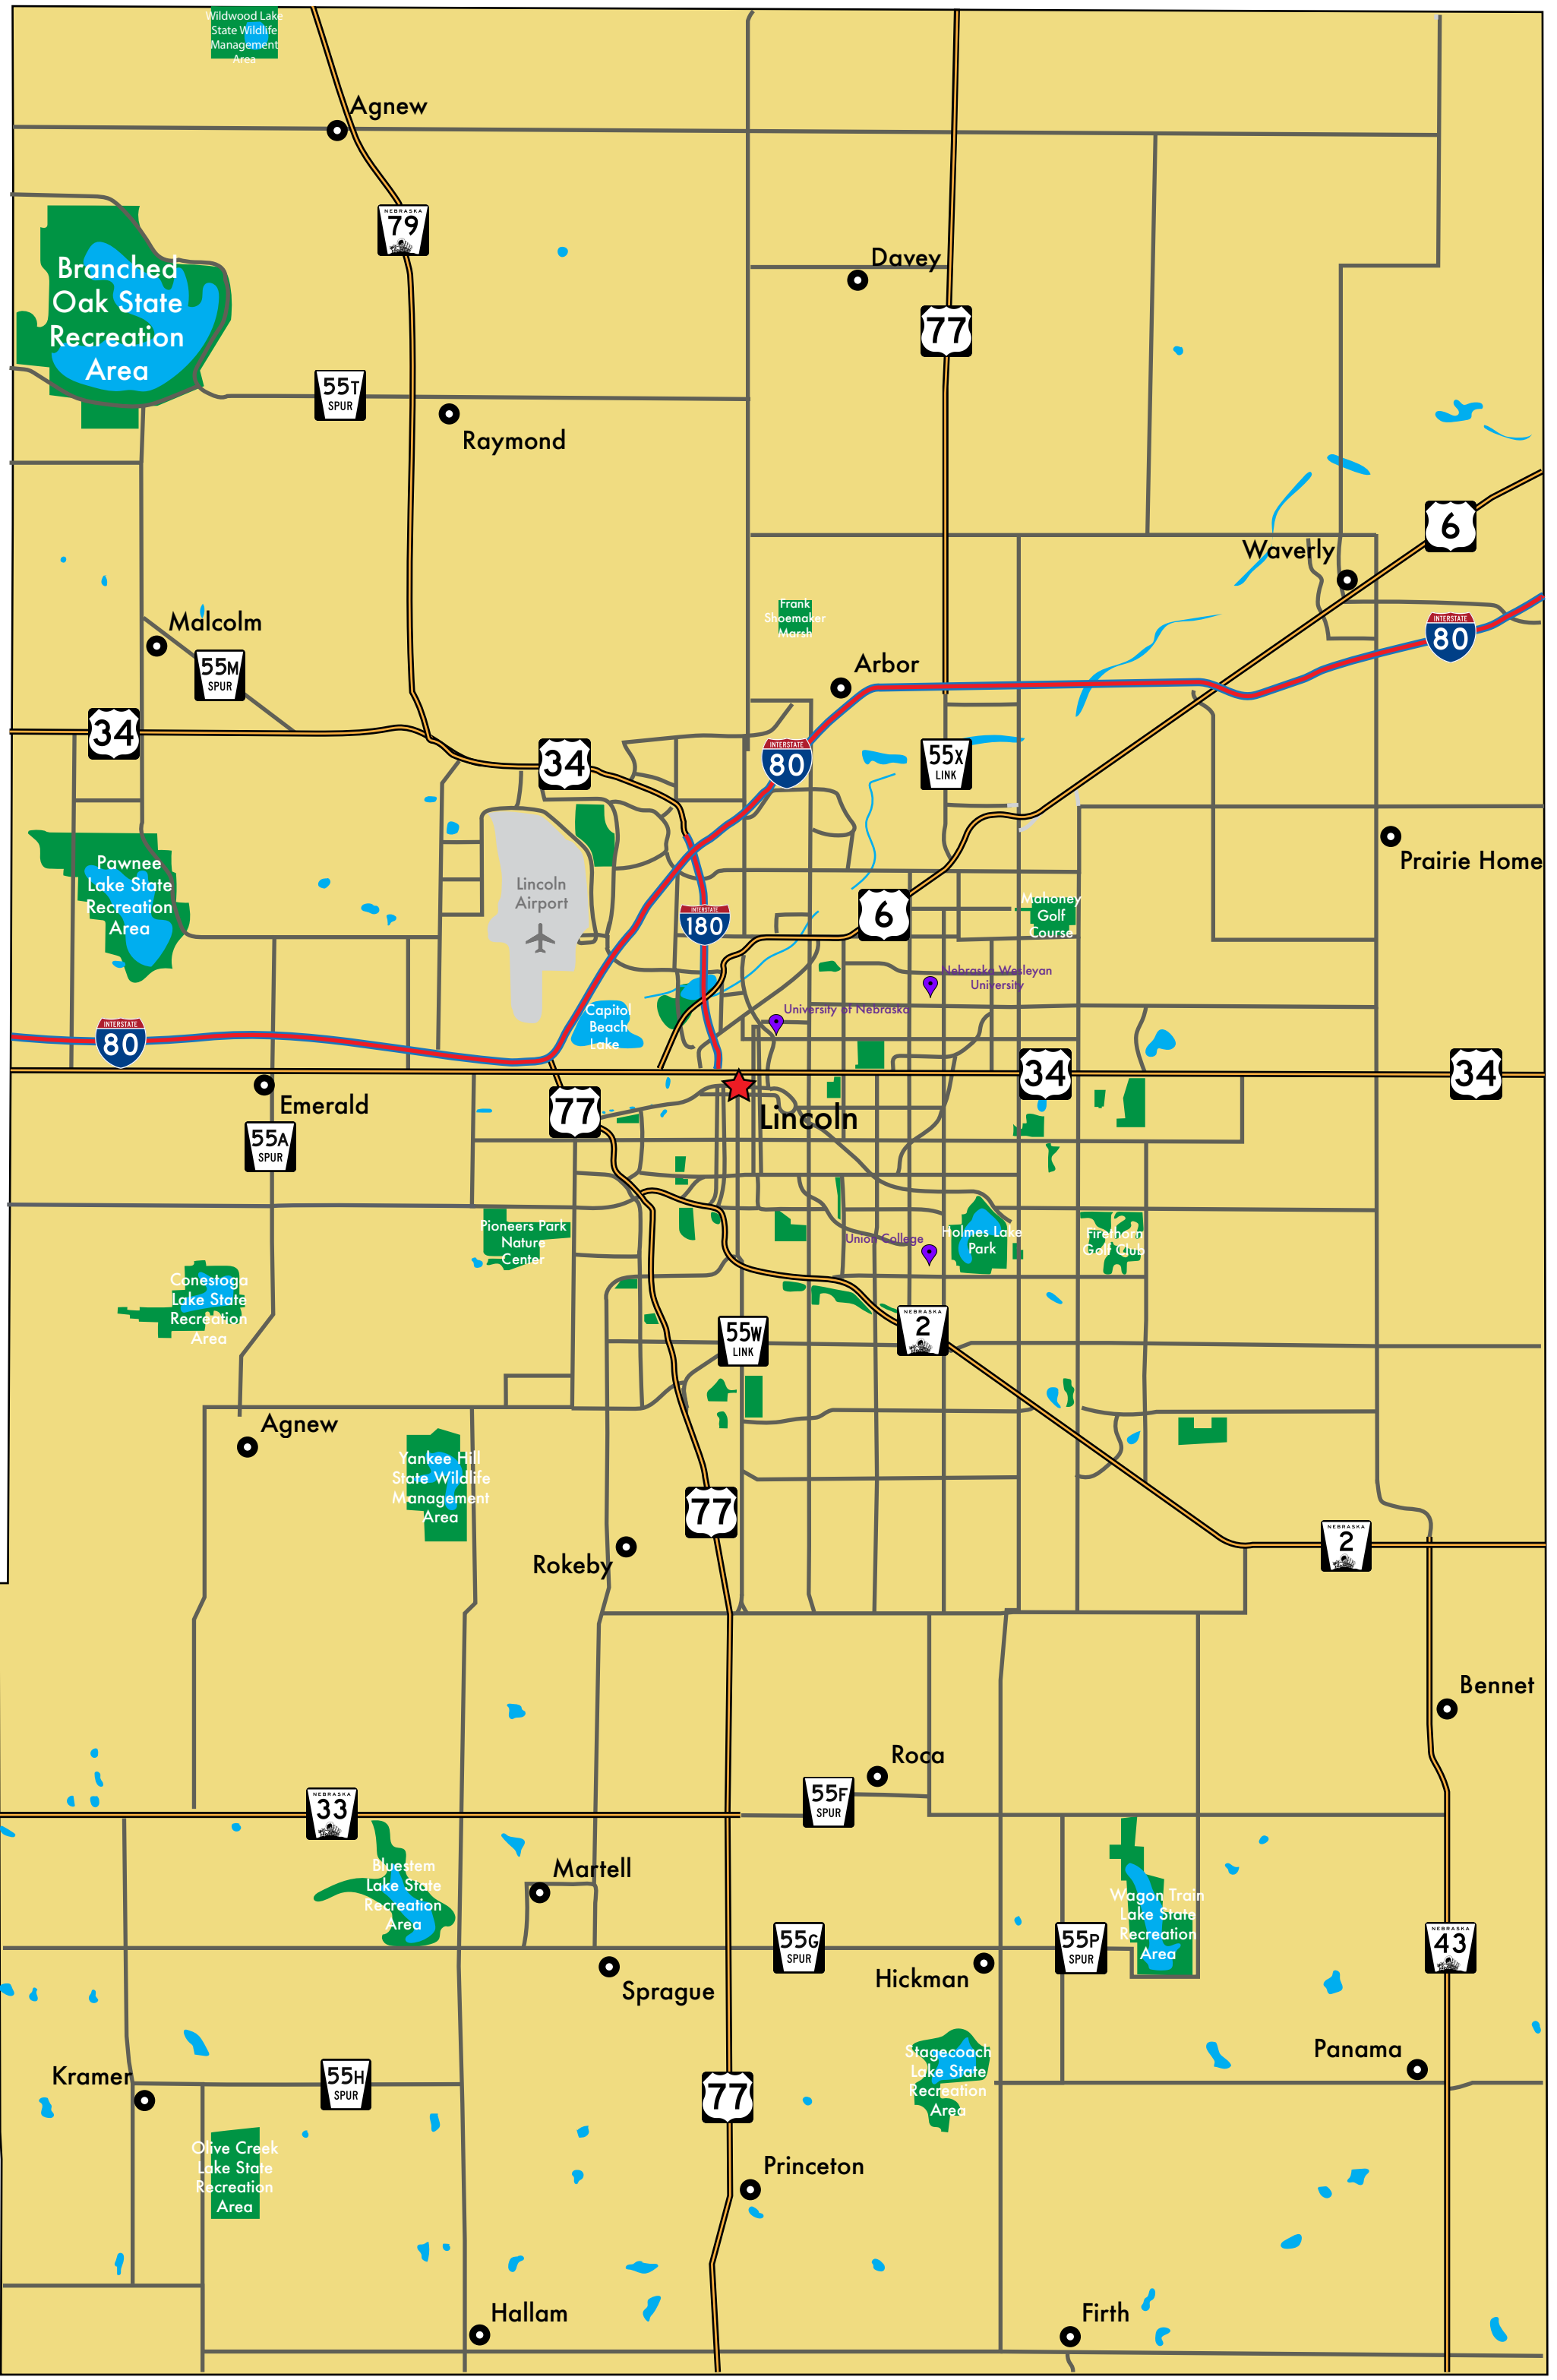 Wildwood Lake
State Wildlife
Management
Area
Agnew
NEBRASKA
79
Branched
Oak State
Recreation
Area
Davey
77
55T
SPUR
Raymond
6
Waverly
Frank
Shoemaker
Marsh
Malcolm
55M
SPUR
INTERSTATE
80
Arbor
34
34
INTERSTATE
80
55X
LINK
Prairie Home
Pawnee
Lake State
Recreation
Area
Lincoln
Airport
INTERSTATE
180
6
Mahoney
Golf
Course
Nebraska Wesleyan
University
University of Nebraska
Capitol
Beach
Lake
INTERSTATE
80
34
34
Emerald
77
Lincoln
55A
SPUR
Pioneers Park
Nature
Center
Union College
Holmes Lake
Park
Firethorn
Golf Club
Conestoga
Lake State
Recreation
Area
55W
LINK
NEBRASKA
2
Agnew
Yankee Hill
State Wildlife
Management
Area
77
Rokeby
NEBRASKA
2
Bennet
Roca
55F
SPUR
NEBRASKA
33
Bluestem
Lake State
Recreation
Area
Martell
Wagon Train
Lake State
Recreation
Area
55G
SPUR
55P
SPUR
NEBRASKA
43
Hickman
Sprague
Stagecoach
Lake State
Recreation
Area
Panama
Kramer
55H
SPUR
77
Olive Creek
Lake State
Recreation
Area
Princeton
Hallam
Firth